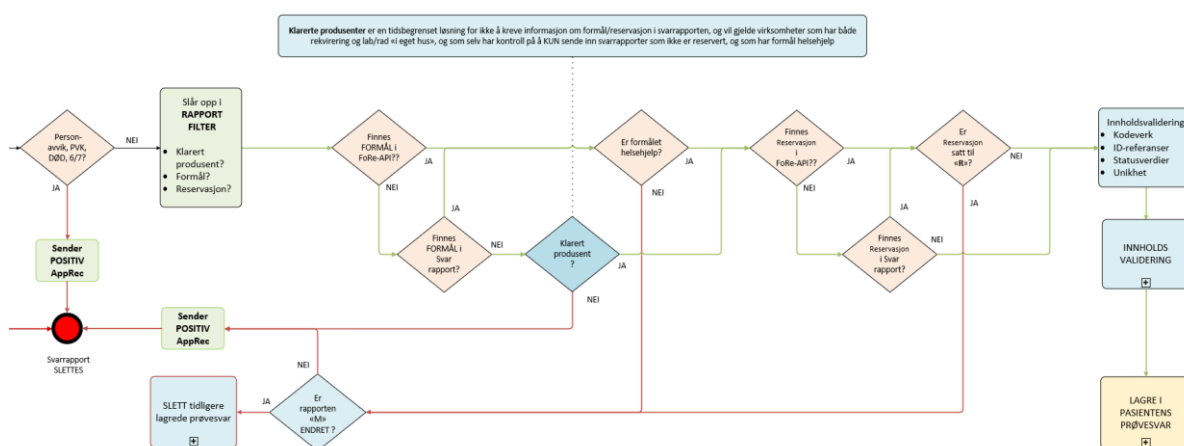 Klarerte produsenter er en tidsbegrenset løsning for ikke å kreve informasjon om formål/reservasjon i svarrapporten, og vil gjelde virksomheter som har både
rekvirering og lab/rad «i eget hus», og som selv har kontroll på å KUN sende inn svarrapporter som ikke er reservert, og som har formål helsehjelp
Person-
avvik, PVK,
DØD, 6/7?
NEI
JA
Slår opp i
RAPPORT
FILTER
• Klarert
produsent?
• Formål?
• Reservasjon?
Finnes
FORMÅL i
FoRe-API??
JA
NEI
Finnes
FORMÅL i
Svar
rapport?
JA
NEI
Klarert
produsent
?
JA
NEI
Er formålet
helsehjelp?
JA
NEI
Finnes
Reservasjon
i
FoRe-API??
JA
NEI
Finnes
Reservasjon
i Svar
rapport?
JA
NEI
Er
Reservasjon
satt til
«R»?
NEI
JA
Innholdsvalidering
• Kodeverk
• ID-referanser
• Statusverdier
• Unikhet
INNHOLDS
VALIDERING
LAGRE I
PASIENTENS
PRØVESVAR
Sender
POSITIV
AppRec
Svarrapport
SLETTES
Sender
POSITIV
AppRec
NEI
Er
rapporten
«M»
ENDRET ?
JA
SLETT tidligere
lagrede prøvesvar